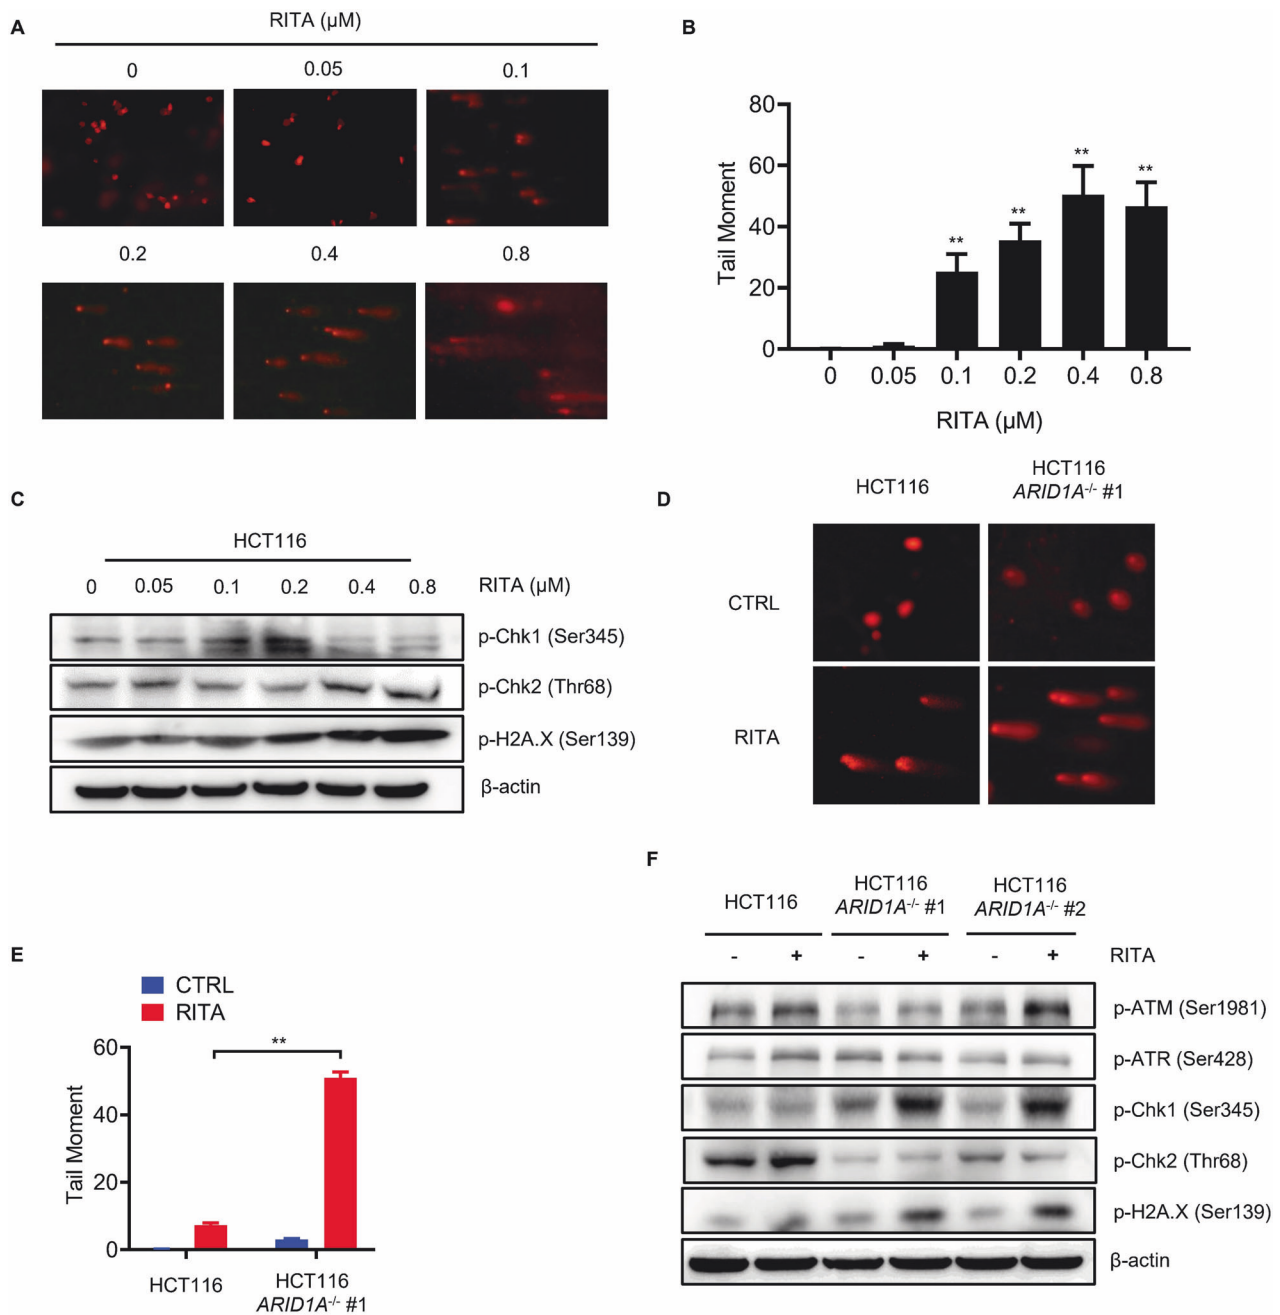 A
RITA (µM)
0 0.05 0.1
0.2 0.4 0.8
B
80
60
40
20
0
Tail Moment
** ** ** **
0 0.05 0.1 0.2 0.4 0.8
RITA (µM)
C
HCT116
0 0.05 0.1 0.2 0.4 0.8 RITA (µM)
p-Chk1 (Ser345)
p-Chk2 (Thr68)
p-H2A.X (Ser139)
β-actin
D
HCT116
HCT116
ARID1A-/- #1
CTRL
RITA
E
CTRL
RITA
60
40
20
0
Tail Moment
**
HCT116
HCT116
ARID1A-/- #1
F
HCT116
HCT116
ARID1A-/- #1
HCT116
ARID1A-/- #2
- + - + - + RITA
p-ATM (Ser1981)
p-ATR (Ser428)
p-Chk1 (Ser345)
p-Chk2 (Thr68)
p-H2A.X (Ser139)
β-actin